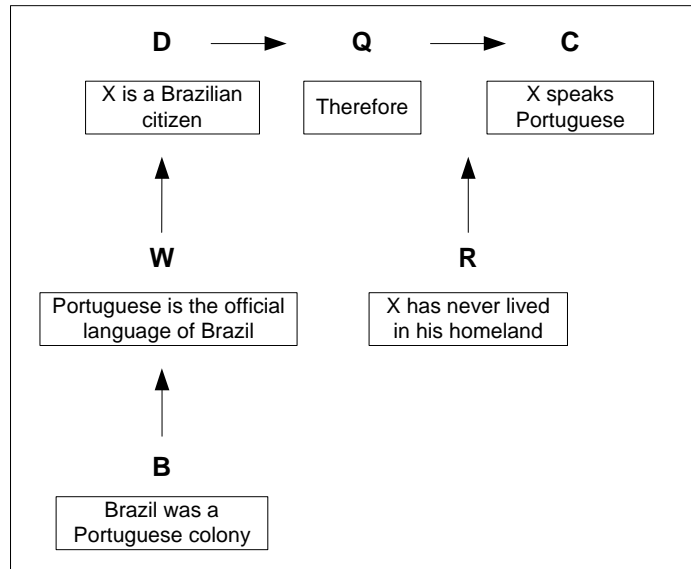 D Q C
X is a Brazilian
citizen
Therefore
X speaks
Portuguese
W R
Portuguese is the official
language of Brazil
X has never lived
in his homeland
B
Brazil was a
Portuguese colony